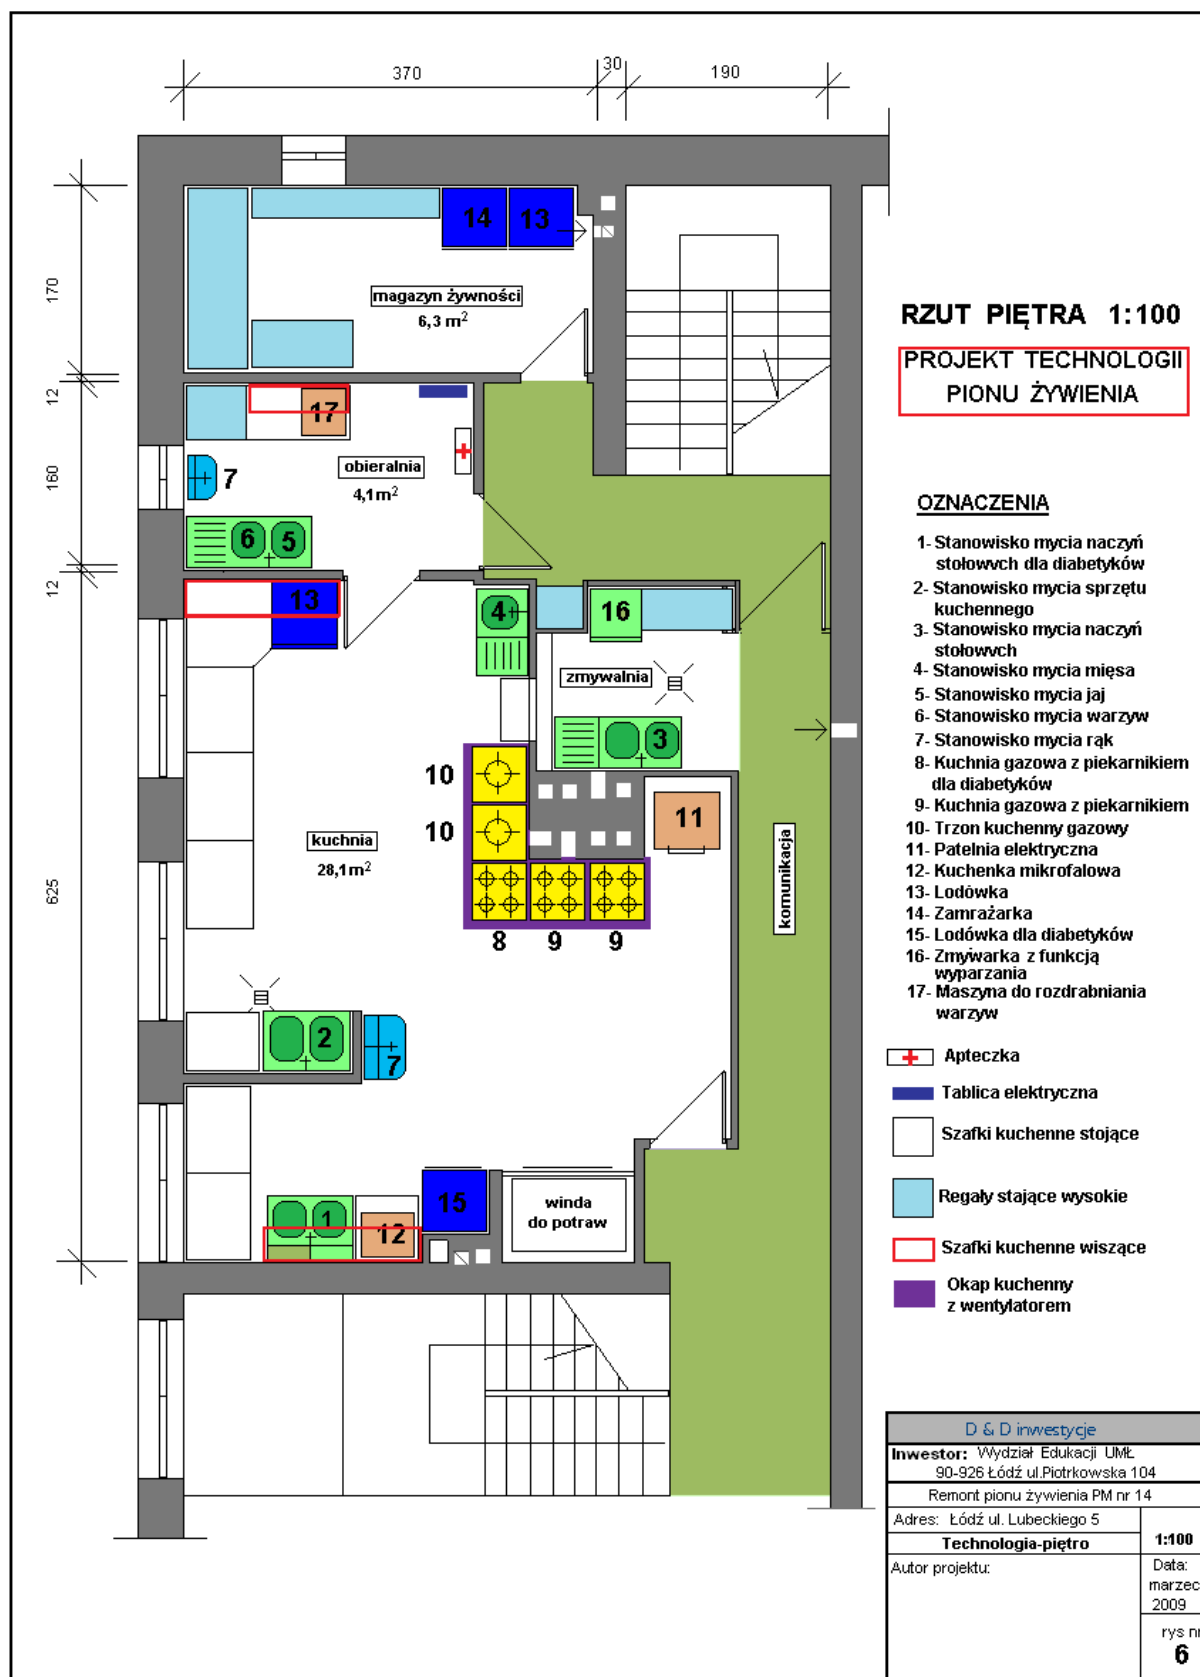 370
30
190
170
12
160
12
625
14
13
magazyn żywności
6,3 m²
17
obieralnia
4,1m²
7
6
5
13
4
16
zmywalnia
3
10
10
11
kuchnia
28,1m²
komunikacja
8
9
9
2
7
1
12
15
winda
do potraw
RZUT PIĘTRA 1:100
PROJEKT TECHNOLOGII
PIONU ŻYWIENIA
OZNACZENIA
1- Stanowisko mycia naczyń
stołowych dla diabetyków
2- Stanowisko mycia sprzętu
kuchennego
3- Stanowisko mycia naczyń
stołowych
4- Stanowisko mycia mięsa
5- Stanowisko mycia jaj
6- Stanowisko mycia warzyw
7- Stanowisko mycia rąk
8- Kuchnia gazowa z piekarnikiem
dla diabetyków
9- Kuchnia gazowa z piekarnikiem
10- Trzon kuchenny gazowy
11- Patelnia elektryczna
12- Kuchenka mikrofalowa
13- Lodówka
14- Zamrażarka
15- Lodówka dla diabetyków
16- Zmywarka z funkcją
wyparzania
17- Maszyna do rozdrabniania
warzyw
Apteczka
Tablica elektryczna
Szafki kuchenne stojące
Regały stające wysokie
Szafki kuchenne wiszące
Okap kuchenny
z wentylatorem
D & D inwestycje
Inwestor: Wydział Edukacji UMŁ
90-926 Łódź ul.Piotrkowska 104
Remont pionu żywienia PM nr 14
Adres: Łódź ul. Lubeckiego 5
Technologia-piętro
1:100
Autor projektu:
Data:
marzec
2009
rys nr
6